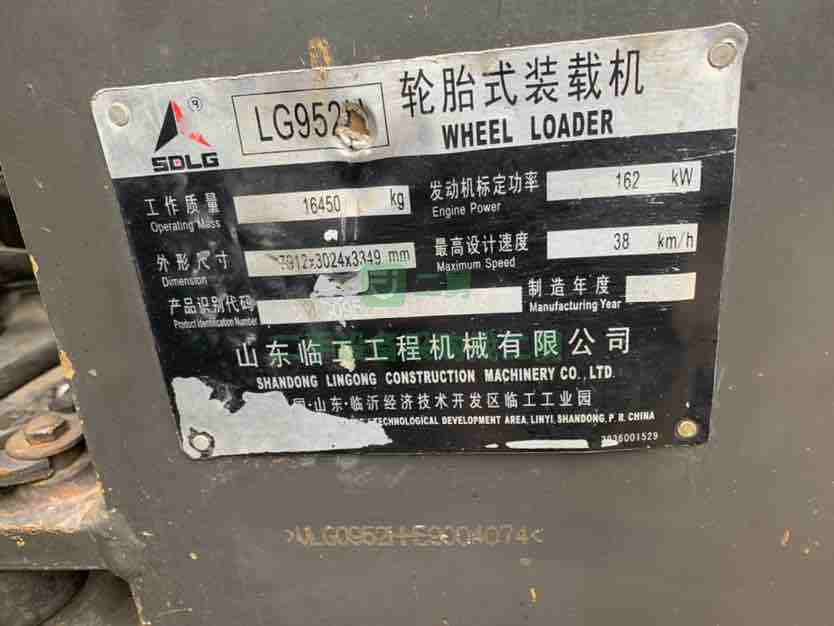 SDLG
LG952H 轮胎式装载机
WHEEL LOADER
工作质量 16450 kg 发动机标定功率 162 kW
Operating Mass Engine Power
外形尺寸 7912x3024x3349 mm 最高设计速度 38 km/h
Dimension Maximum Speed
产品识别代码 制造年度
Product Identification Number Manufacturing Year
山东临工工程机械有限公司
SHANDONG LINGONG CONSTRUCTION MACHINERY CO., LTD.
国·山东·临沂经济技术开发区临工工业园
TECHNOLOGICAL DEVELOPMENT AREA, LINYI, SHANDONG, P. R. CHINA
2936001529